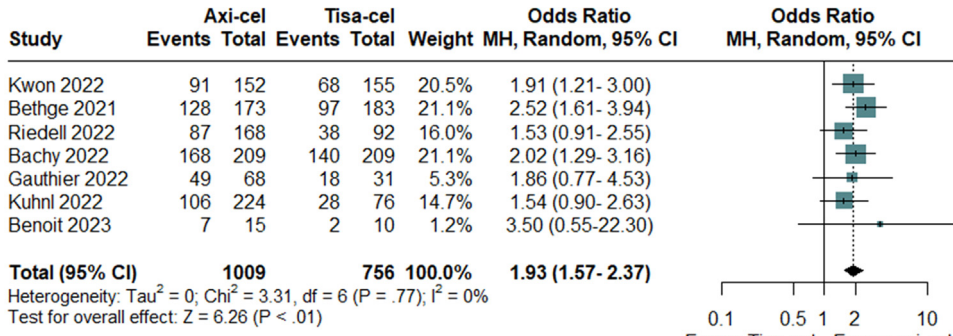 Axi-cel Tisa-cel Odds Ratio Odds Ratio
Study Events Total Events Total Weight MH, Random, 95% CI MH, Random, 95% CI
Kwon 2022 91 152 68 155 20.5% 1.91 (1.21- 3.00)
Bethge 2021 128 173 97 183 21.1% 2.52 (1.61- 3.94)
Riedell 2022 87 168 38 92 16.0% 1.53 (0.91- 2.55)
Bachy 2022 168 209 140 209 21.1% 2.02 (1.29- 3.16)
Gauthier 2022 49 68 18 31 5.3% 1.86 (0.77- 4.53)
Kuhnl 2022 106 224 28 76 14.7% 1.54 (0.90- 2.63)
Benoit 2023 7 15 2 10 1.2% 3.50 (0.55-22.30)
Total (95% CI) 1009 756 100.0% 1.93 (1.57- 2.37)
Heterogeneity: Tau² = 0; Chi² = 3.31, df = 6 (P = .77); I² = 0%
Test for overall effect: Z = 6.26 (P < .01)
0.1 0.5 1 2 10